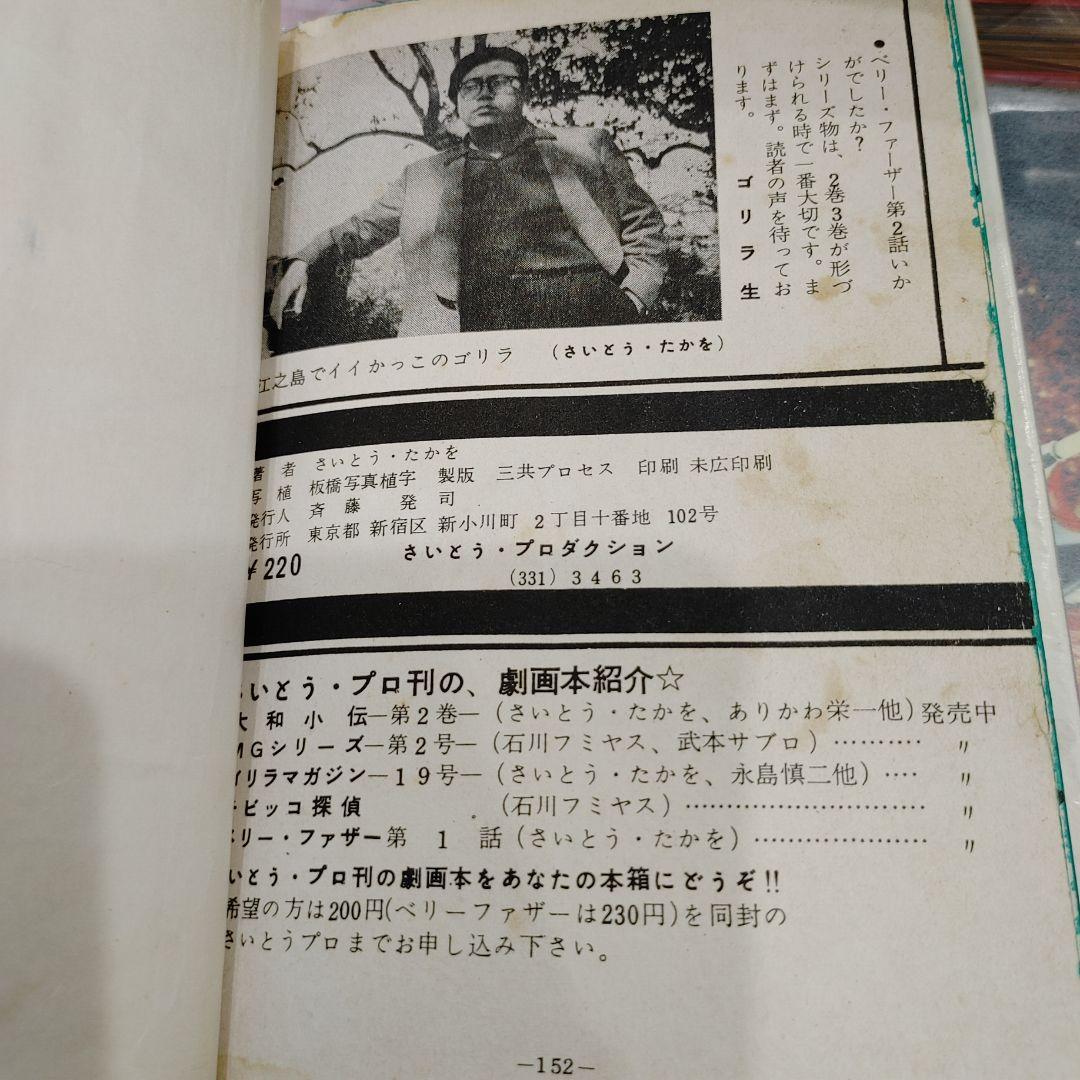 ●ベリー・ファーザー第2話いか
がでしたか?
シリーズ物は、2巻3巻が形づ
けられる時で一番大切です。ま
ずはまず。読者の声を待ってお
ります。
ゴリラ生
江之島でイイかっこのゴリラ (さいとう・たかを)
著者 さいとう・たかを
写植 板橋写真植字 製版 三共プロセス 印刷 末広印刷
発行人 斉藤発司
発行所 東京都 新宿区 新小川町 2丁目十番地 102号
さいとう・プロダクション
¥220
(331) 3463
さいとう・プロ刊の、劇画本紹介☆
大和小伝―第2巻―(さいとう・たかを、ありかわ栄一他)発売中
MGシリーズ―第2号―(石川フミヤス、武本サブロ)………… 〃
ゴリラマガジン―19号―(さいとう・たかを、永島慎二他)…… 〃
チビッコ探偵 (石川フミヤス)………………………… 〃
ベリー・ファザー第1話(さいとう・たかを)………………… 〃
いとう・プロ刊の劇画本をあなたの本箱にどうぞ!!
希望の方は200円(ベリーファザーは230円)を同封の
さいとうプロまでお申し込み下さい。
―152―